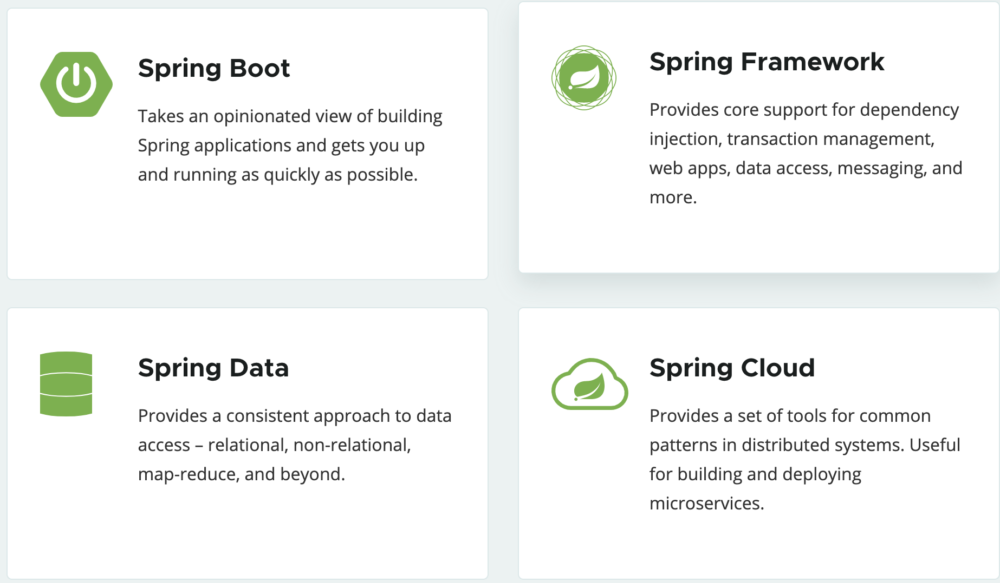 Spring Boot
Takes an opinionated view of building
Spring applications and gets you up
and running as quickly as possible.
Spring Framework
Provides core support for dependency
injection, transaction management,
web apps, data access, messaging, and
more.
Spring Data
Provides a consistent approach to data
access – relational, non-relational,
map-reduce, and beyond.
Spring Cloud
Provides a set of tools for common
patterns in distributed systems. Useful
for building and deploying
microservices.